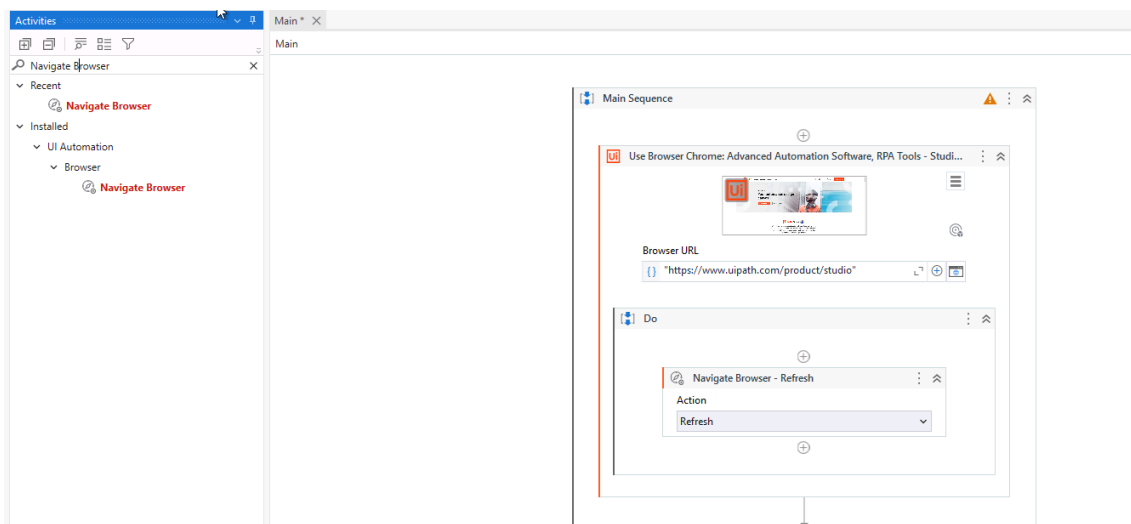 Activities
Main *
Main
Navigate Browser
Recent
Navigate Browser
Installed
UI Automation
Browser
Navigate Browser
Main Sequence
Ui Use Browser Chrome: Advanced Automation Software, RPA Tools - Studi...
Ui
Browser URL
{} "https://www.uipath.com/product/studio"
Do
Navigate Browser - Refresh
Action
Refresh